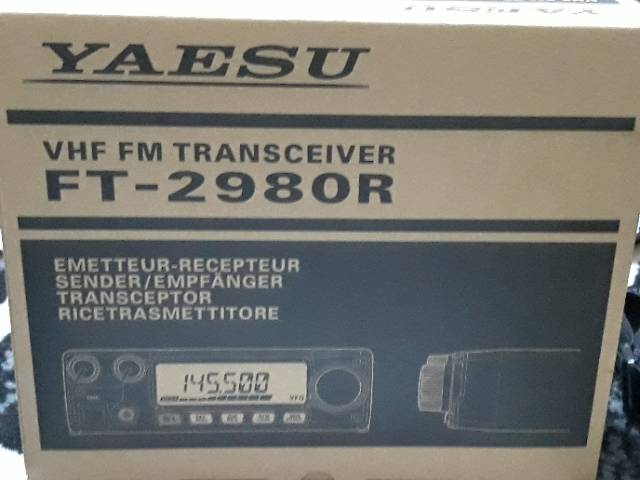 YAESU
VHF FM TRANSCEIVER
FT-2980R
EMETTEUR-RECEPTEUR
SENDER/EMPFÄNGER
TRANSCEPTOR
RICETRASMETTITORE
145.500